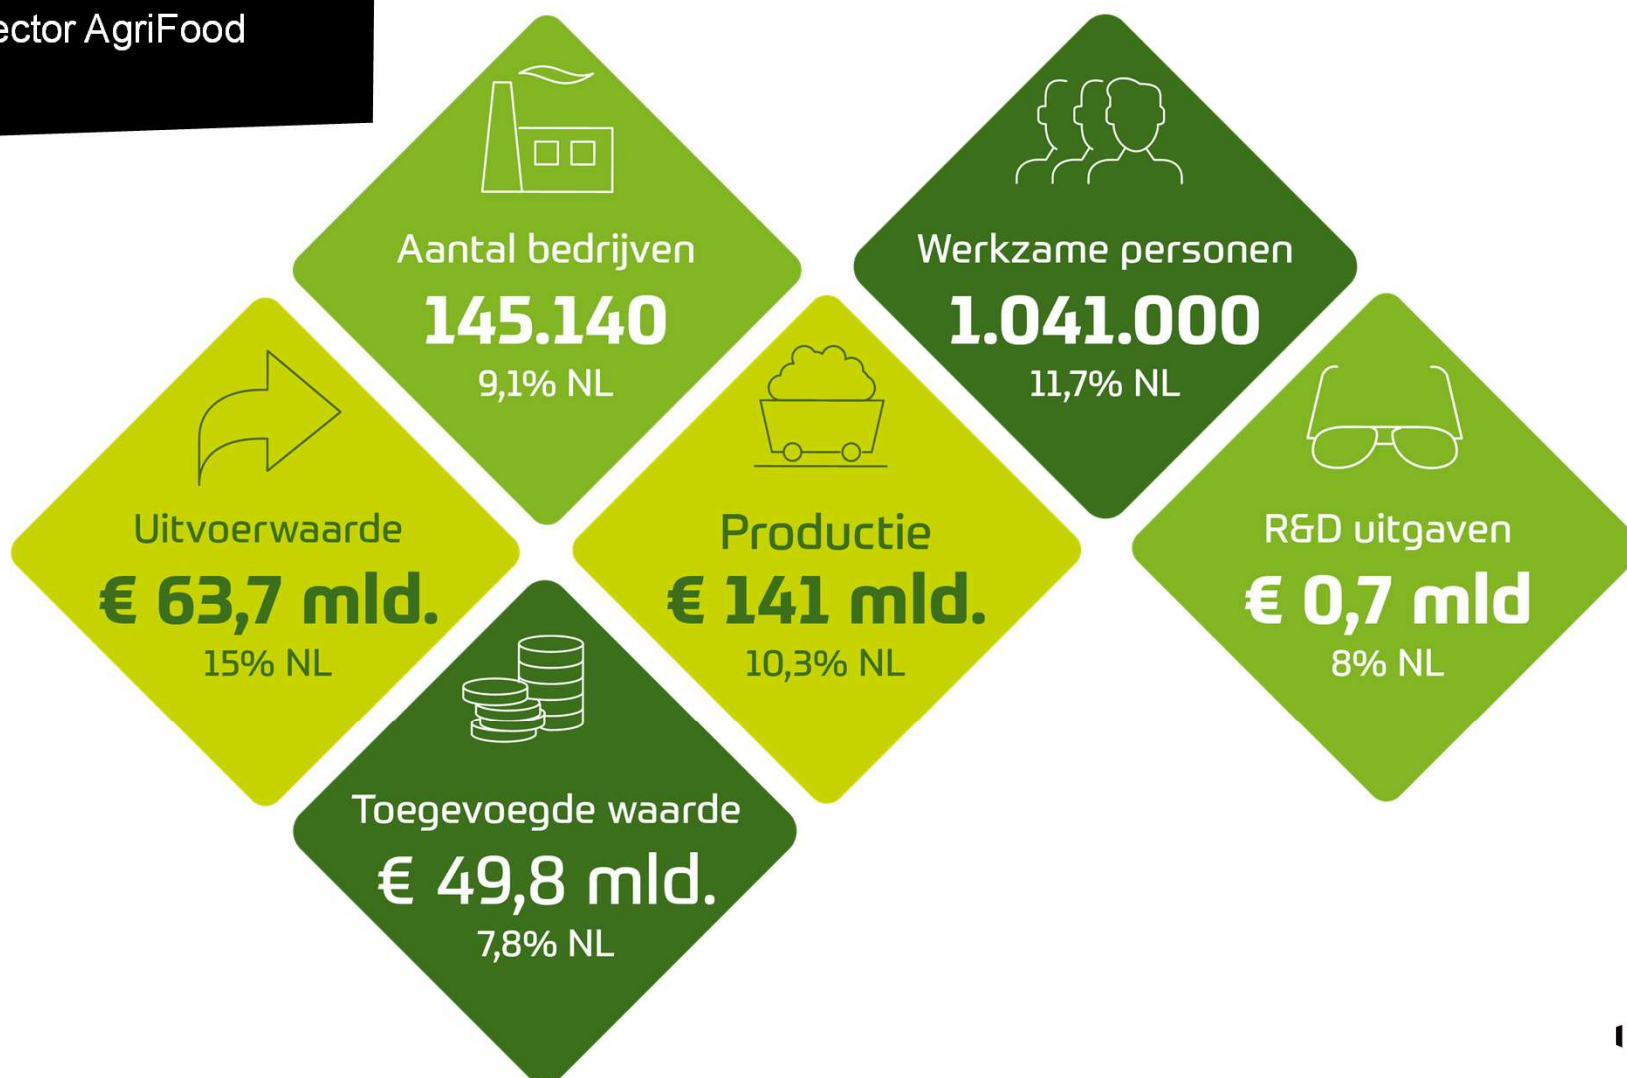 ector AgriFood
Aantal bedrijven
145.140
9,1% NL
Werkzame personen
1.041.000
11,7% NL
Uitvoerwaarde
€ 63,7 mld.
15% NL
Productie
€ 141 mld.
10,3% NL
R&D uitgaven
€ 0,7 mld
8% NL
Toegevoegde waarde
€ 49,8 mld.
7,8% NL